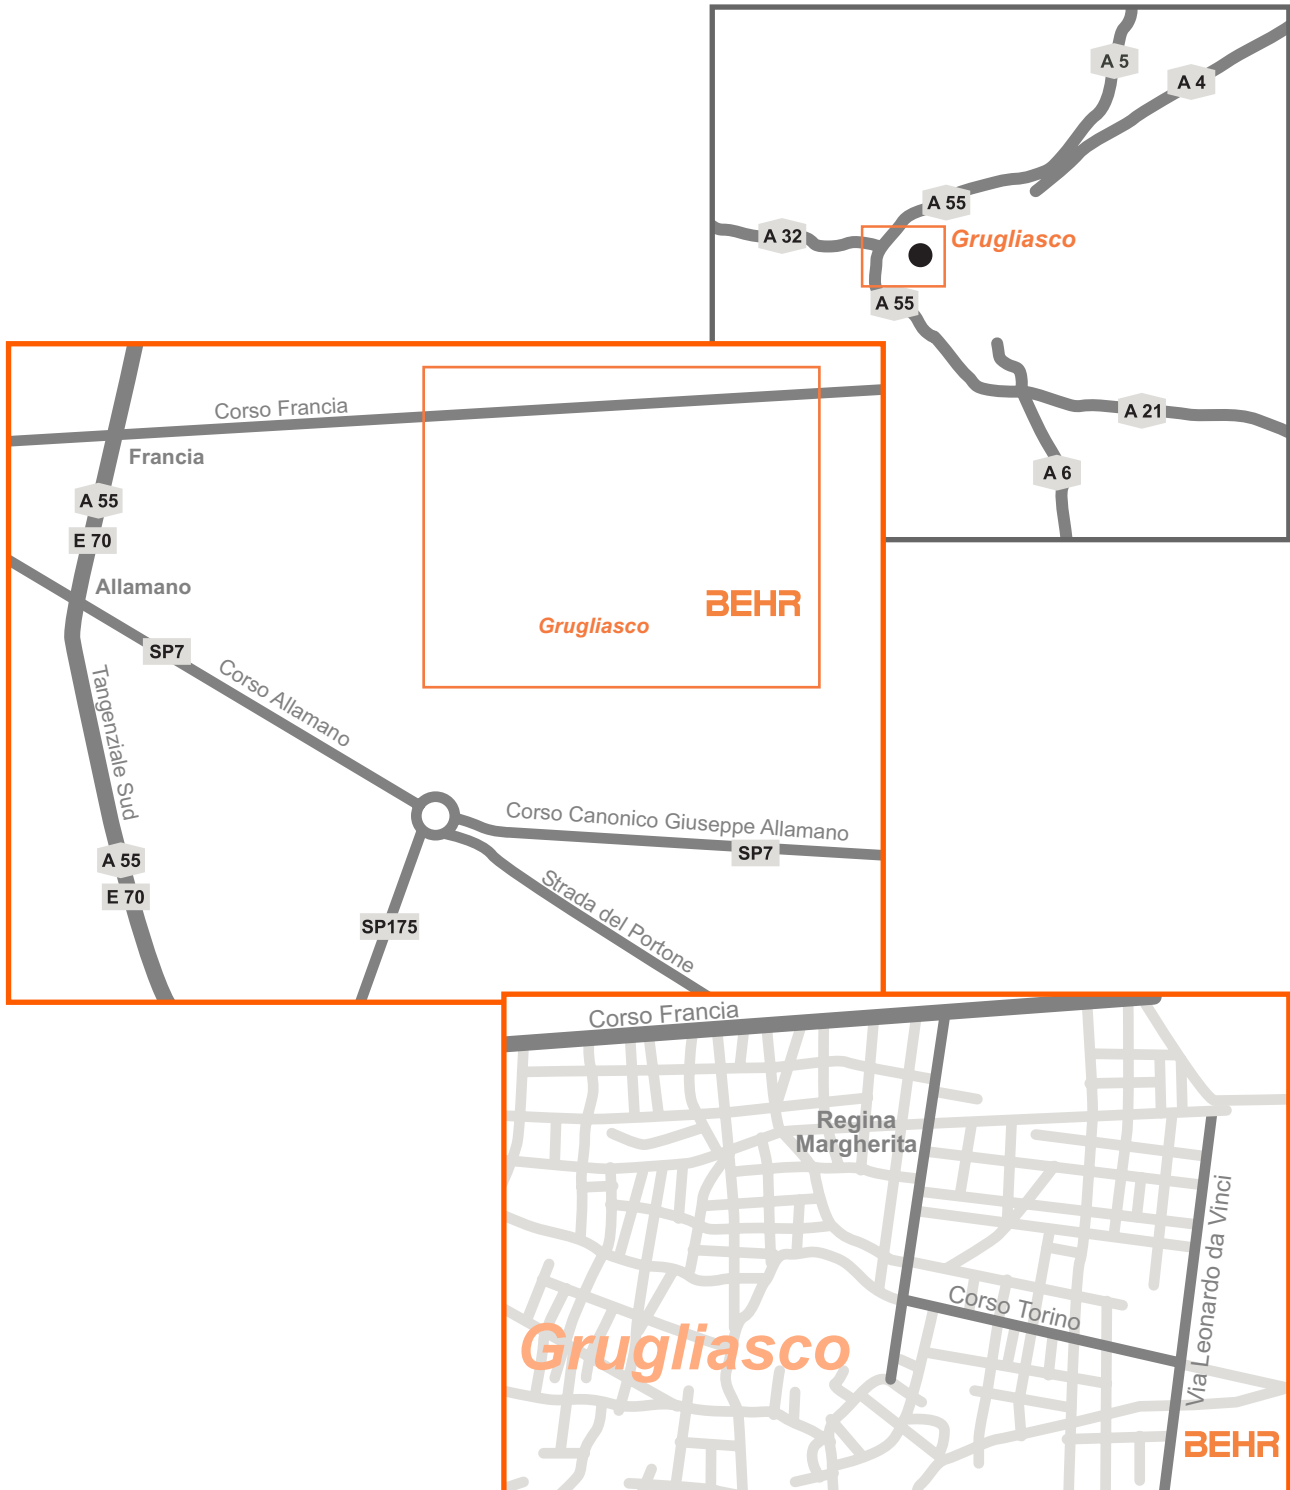 A 5
A 4
A 55
A 32
Grugliasco
A 55
A 21
A 6
Corso Francia
Francia
A 55
E 70
Allamano
BEHR
Grugliasco
SP7
Corso Allamano
Tangenziale Sud
Corso Canonico Giuseppe Allamano
SP7
A 55
E 70
Strada del Portone
SP175
Corso Francia
Regina
Margherita
Via Leonardo da Vinci
Corso Torino
Grugliasco
BEHR